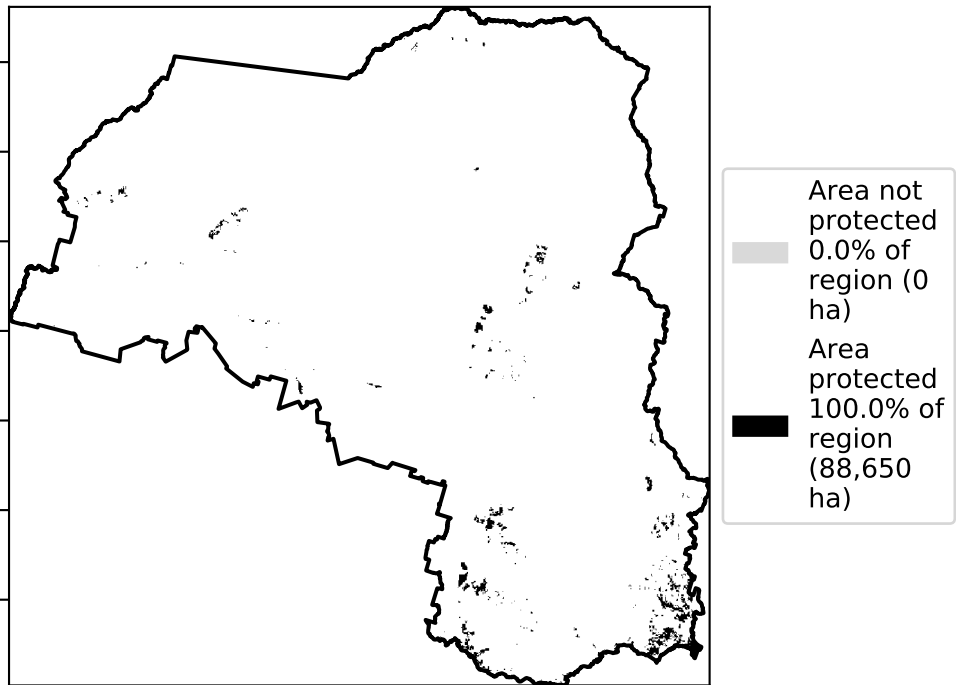 Area not
protected
0.0% of
region (0
ha)
Area
protected
100.0% of
region
(88,650
ha)